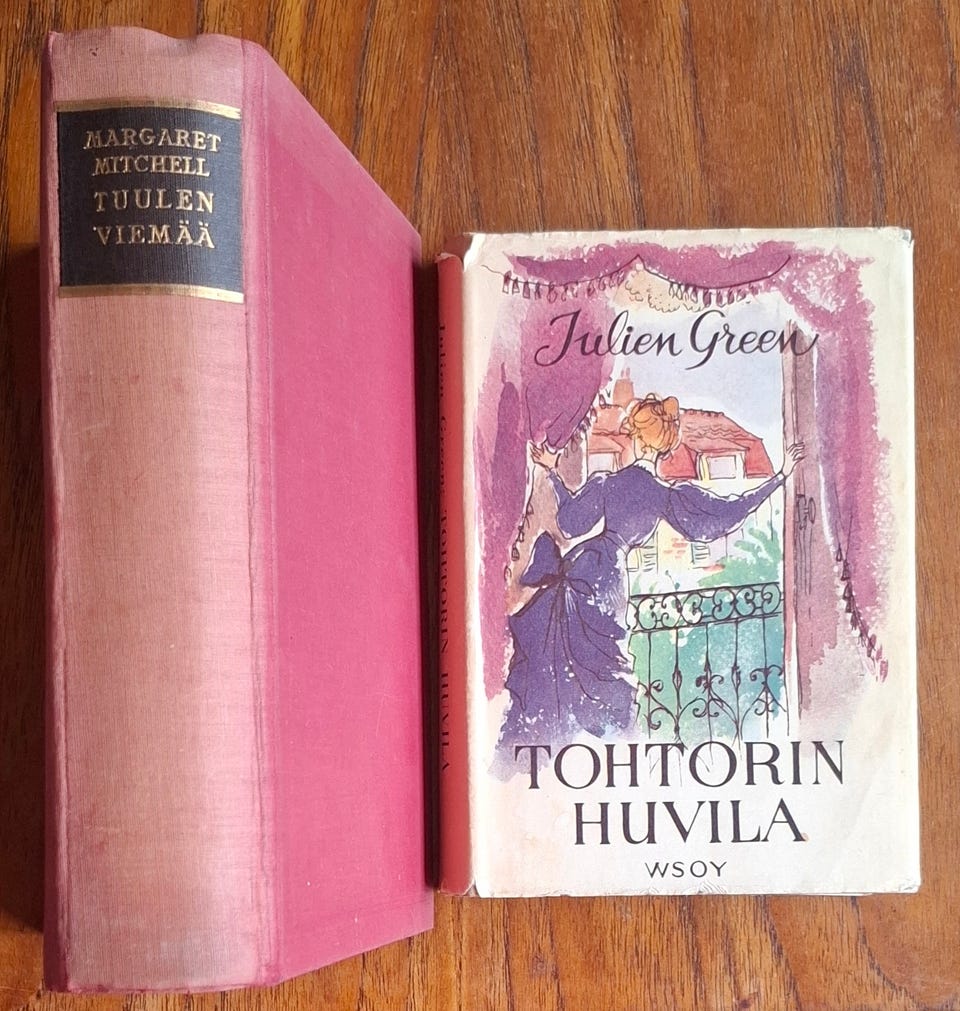 MARGARET
MITCHELL
TUULEN
VIEMÄÄ
Julien Green TOHTORIN HUVILA
Julien Green
TOHTORIN
HUVILA
WSOY